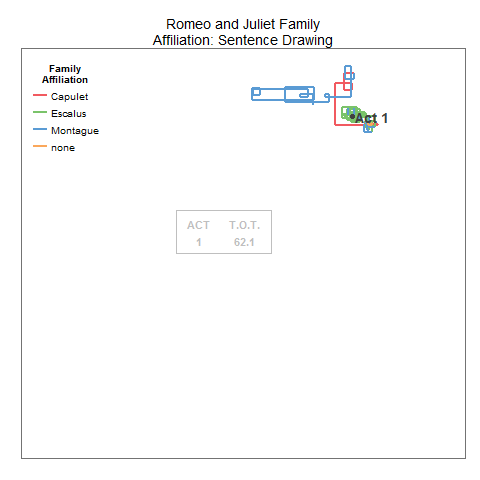 Romeo and Juliet Family
Affiliation: Sentence Drawing
Family
Affiliation
Capulet
Escalus
Montague
none
Act 1
ACT T.O.T.
1 62.1